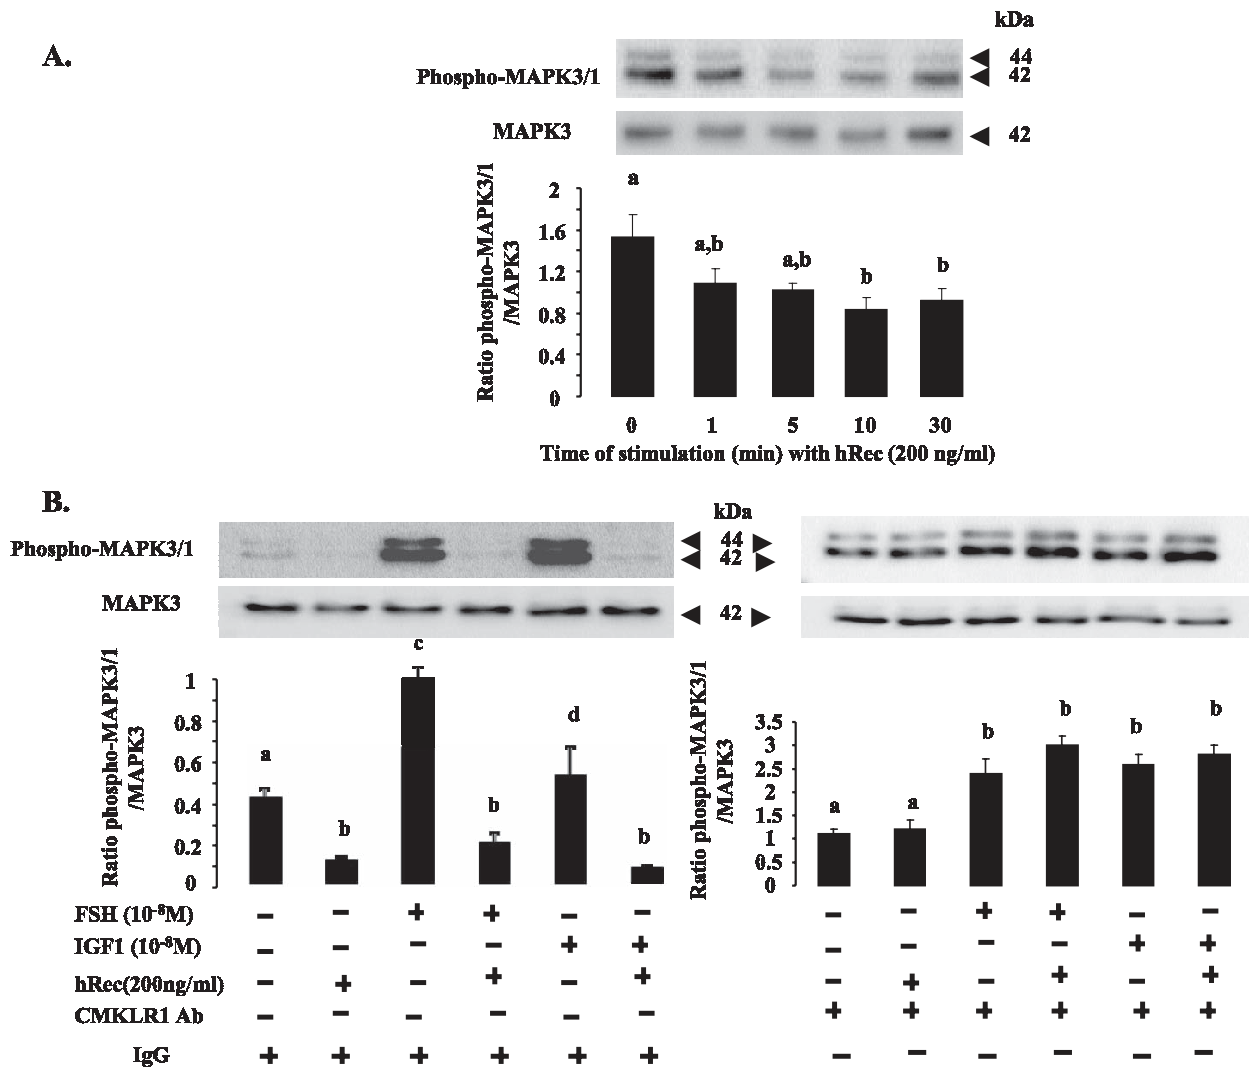 A.
kDa
44
Phospho-MAPK3/1
42
MAPK3
42
Ratio phospho-MAPK3/1
/MAPK3
2
1.6
1.2
0.8
0.4
0
a
a,b
a,b
b
b
0 1 5 10 30
Time of stimulation (min) with hRec (200 ng/ml)
B.
kDa
Phospho-MAPK3/1
44
42
MAPK3
42
Ratio phospho-MAPK3/1
/MAPK3
1
0.8
0.6
0.4
0.2
0
a
b
c
b
d
b
Ratio phospho-MAPK3/1
/MAPK3
3.5
3
2.5
2
1.5
1
0.5
0
a
a
b
b
b
b
FSH (10-8M) – – + + – – – – + + – –
IGF1 (10-8M) – – – – + + – – – – + +
hRec(200ng/ml) – + – + – + – + – + – +
CMKLR1 Ab – – – – – – + + + + + +
IgG + + + + + + – – – – – –